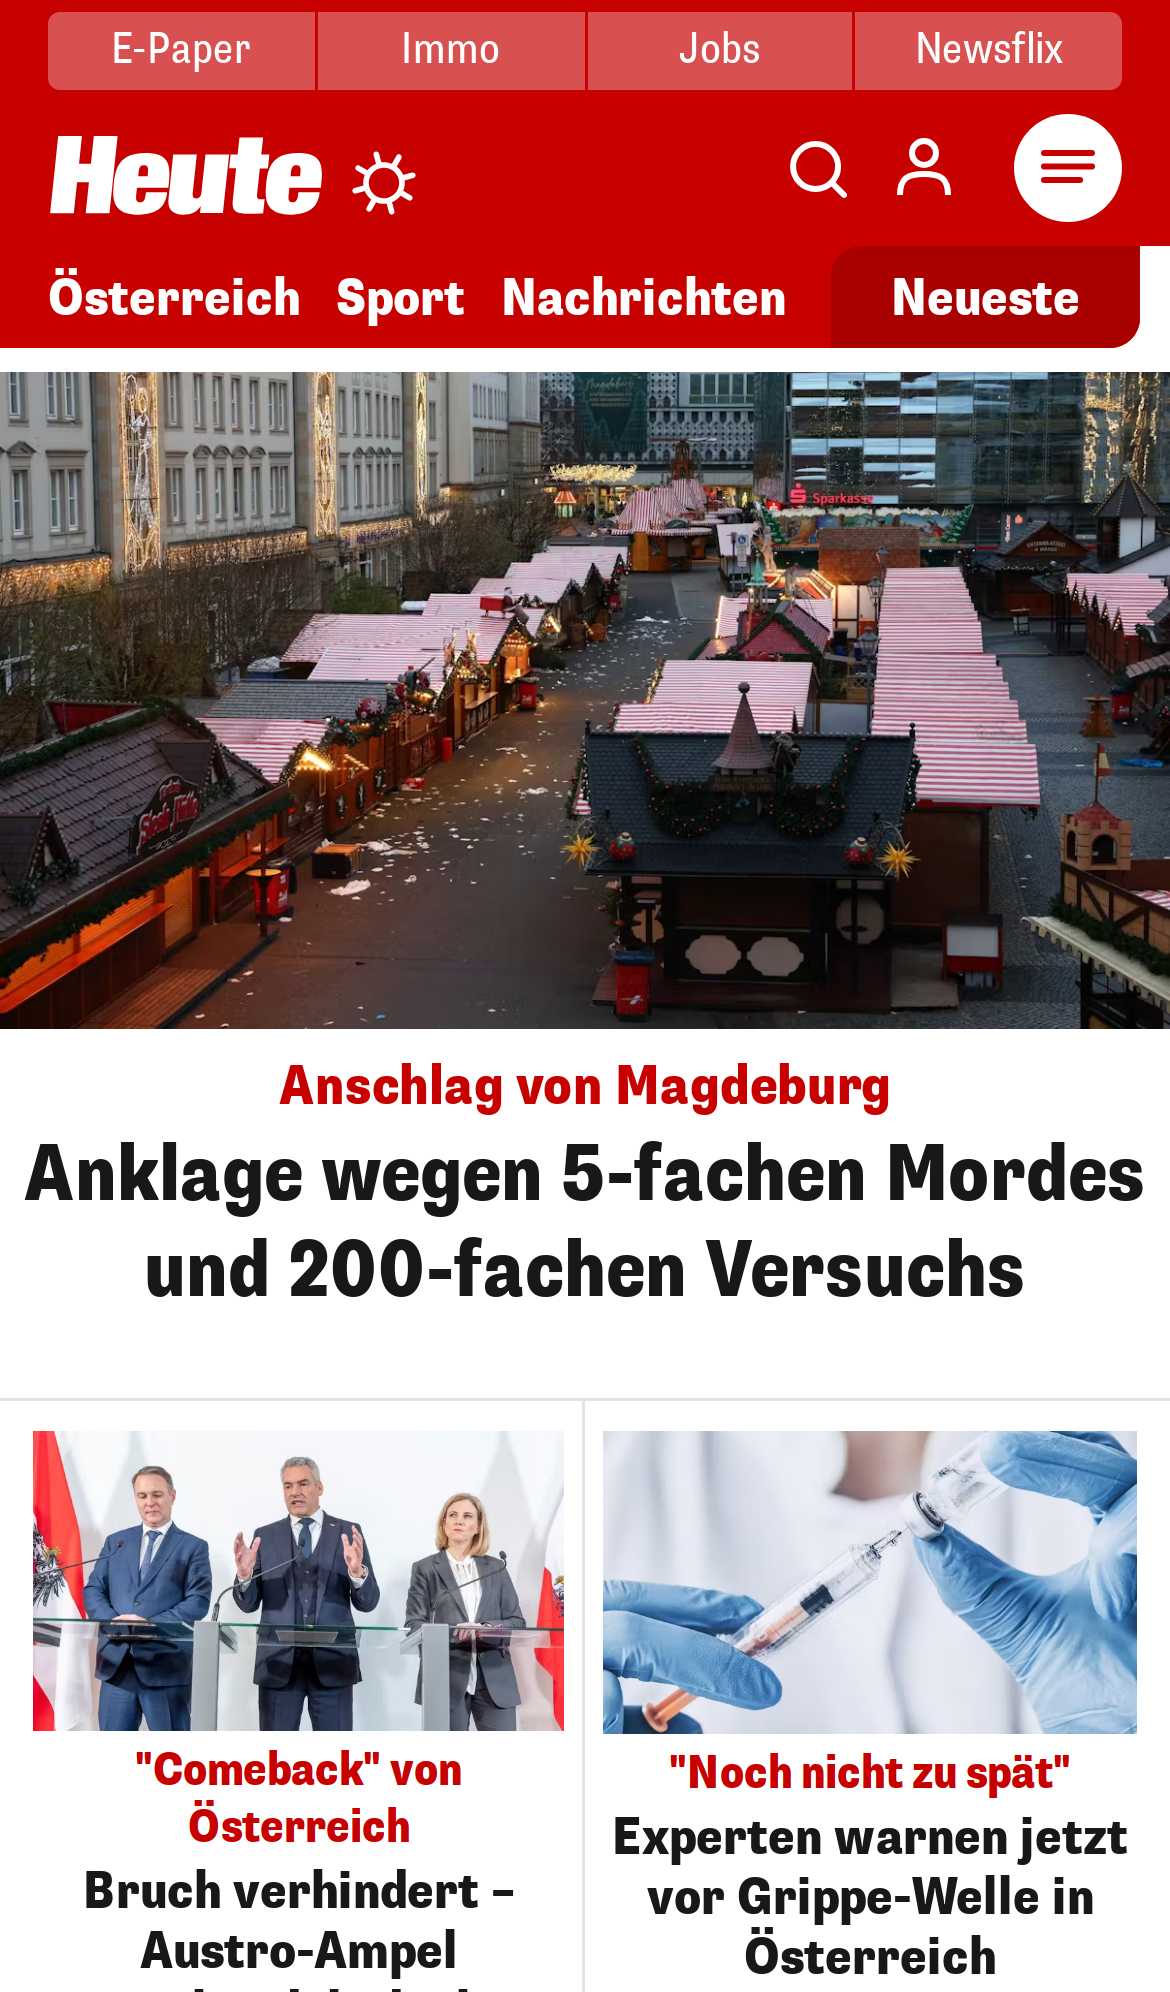 E-Paper
Immo
Jobs
Newsflix
Heute
Österreich
Sport
Nachrichten
Neueste
Magdeburg
Sparkasse
Anschlag von Magdeburg
Anklage wegen 5-fachen Mordes
und 200-fachen Versuchs
"Comeback" von
Österreich
Bruch verhindert –
Austro-Ampel
"Noch nicht zu spät"
Experten warnen jetzt
vor Grippe-Welle in
Österreich